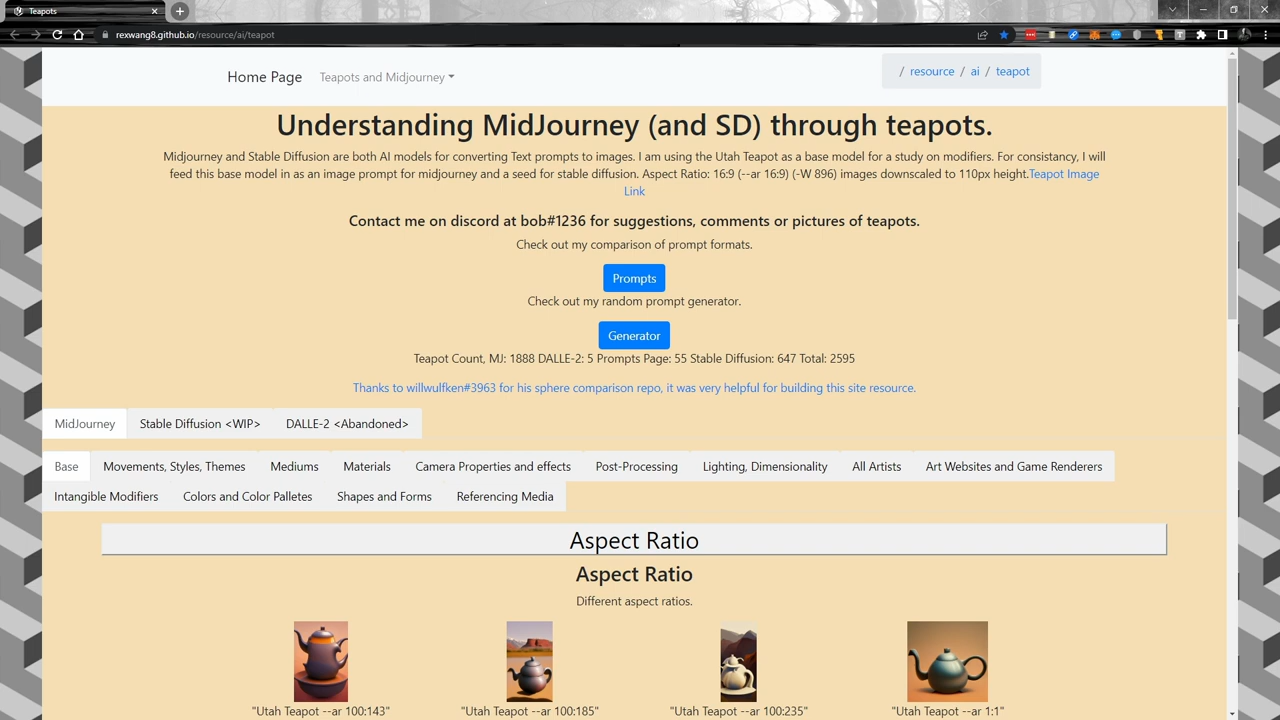 Teapots
rexwang8.github.io/resource/ai/teapot
Home Page Teapots and Midjourney / resource / ai / teapot
Understanding MidJourney (and SD) through teapots.
Midjourney and Stable Diffusion are both AI models for converting Text prompts to images. I am using the Utah Teapot as a base model for a study on modifiers. For consistancy, I will
feed this base model in as an image prompt for midjourney and a seed for stable diffusion. Aspect Ratio: 16:9 (--ar 16:9) (-W 896) images downscaled to 110px height.Teapot Image
Link
Contact me on discord at bob#1236 for suggestions, comments or pictures of teapots.
Check out my comparison of prompt formats.
Prompts
Check out my random prompt generator.
Generator
Teapot Count, MJ: 1888 DALLE-2: 5 Prompts Page: 55 Stable Diffusion: 647 Total: 2595
Thanks to willwulfken#3963 for his sphere comparison repo, it was very helpful for building this site resource.
MidJourney Stable Diffusion <WIP> DALLE-2 <Abandoned>
Base Movements, Styles, Themes Mediums Materials Camera Properties and effects Post-Processing Lighting, Dimensionality All Artists Art Websites and Game Renderers
Intangible Modifiers Colors and Color Palletes Shapes and Forms Referencing Media
Aspect Ratio
Aspect Ratio
Different aspect ratios.
"Utah Teapot --ar 100:143" "Utah Teapot --ar 100:185" "Utah Teapot --ar 100:235" "Utah Teapot --ar 1:1"